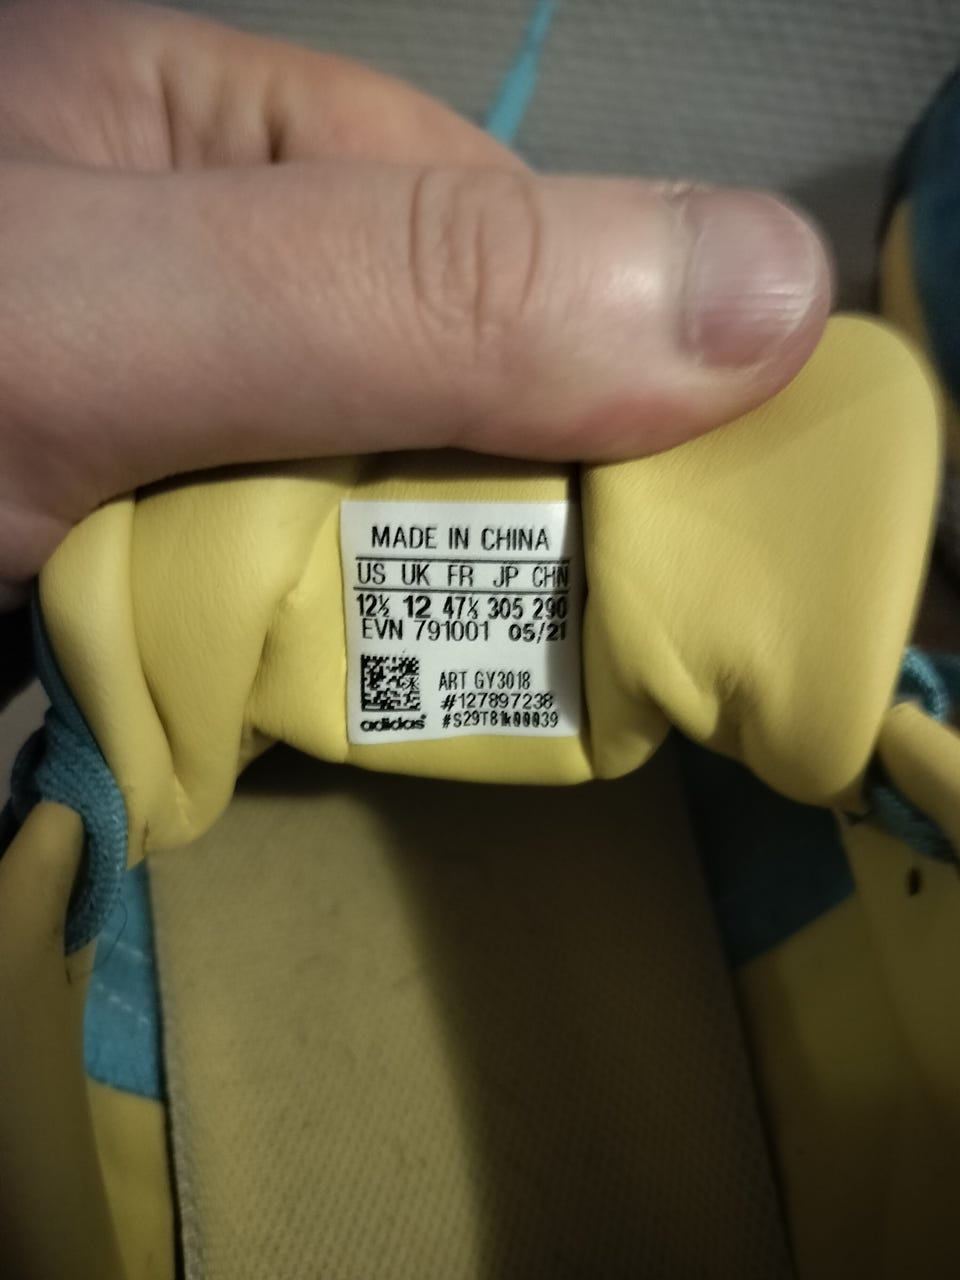 MADE IN CHINA
US UK FR JP CHN
12½ 12 47⅓ 305 290
EVN 791001 05/21
ART GY3018
#127897238
adidas #S29T81k00039